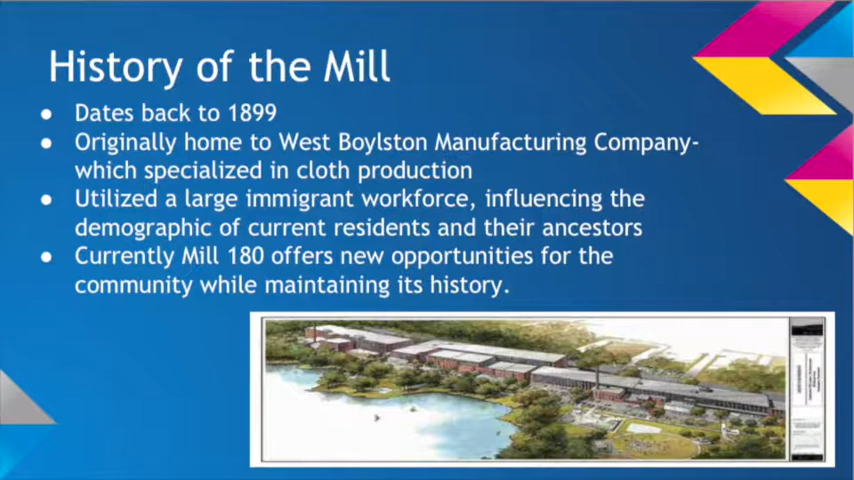 History of the Mill
● Dates back to 1899
● Originally home to West Boylston Manufacturing Company-
which specialized in cloth production
● Utilized a large immigrant workforce, influencing the
demographic of current residents and their ancestors
● Currently Mill 180 offers new opportunities for the
community while maintaining its history.